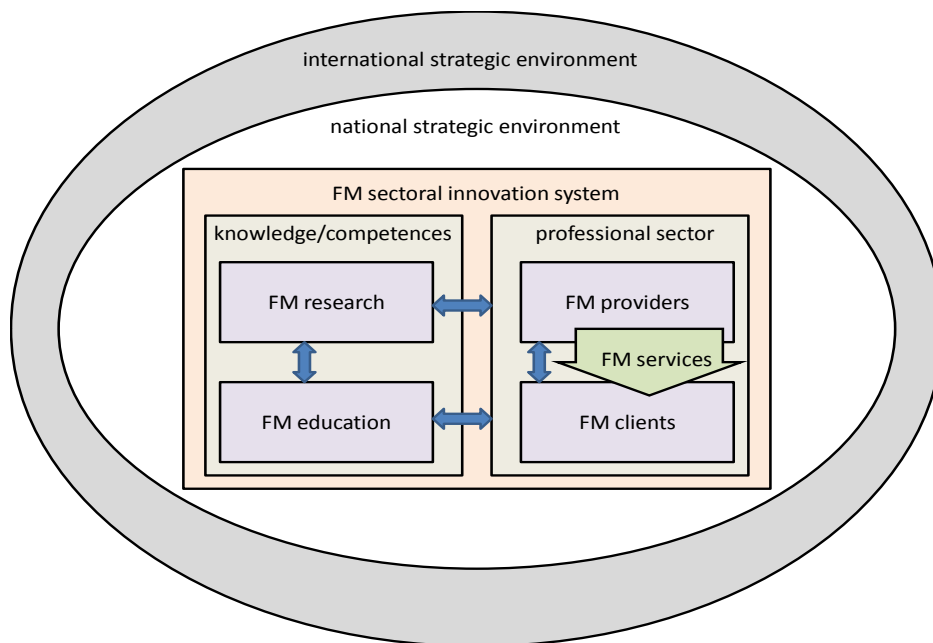 international strategic environment
national strategic environment
FM sectoral innovation system
knowledge/competences
professional sector
FM research
FM providers
FM services
FM education
FM clients